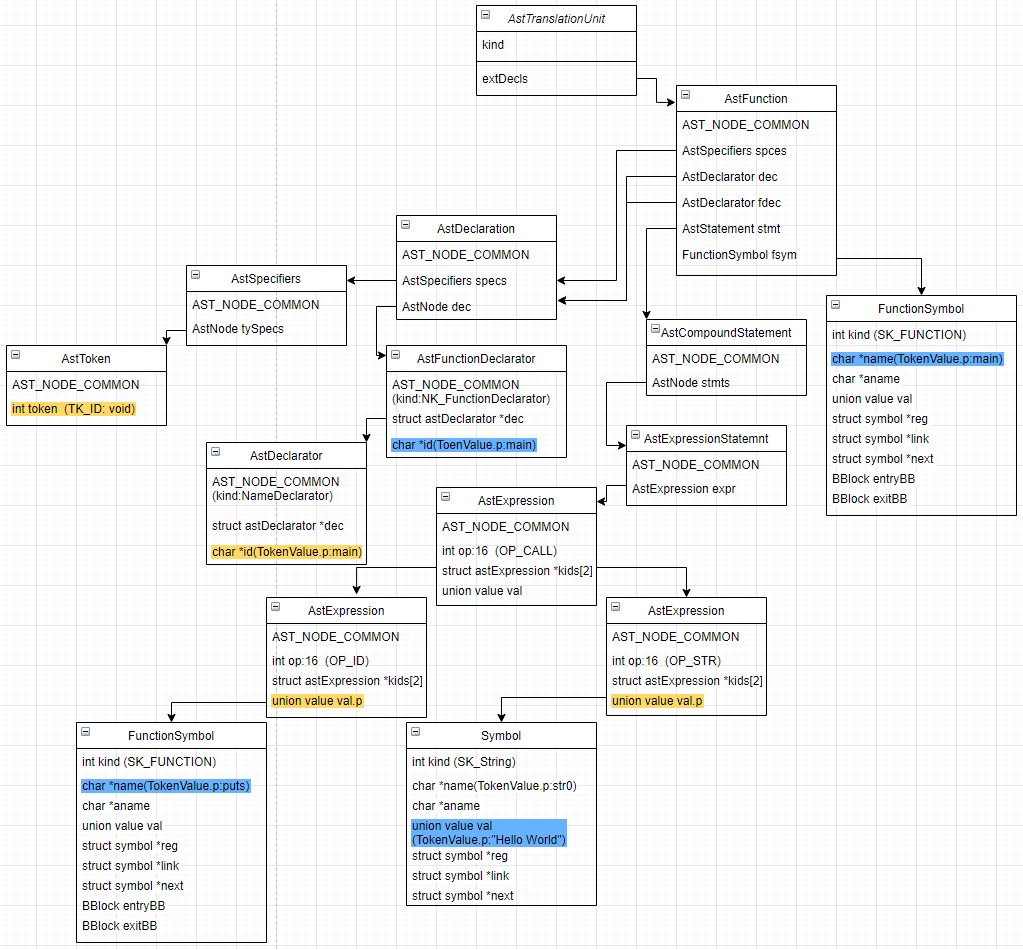 AstTranslationUnit
kind
extDecls
AstFunction
AST_NODE_COMMON
AstSpecifiers spces
AstDeclarator dec
AstDeclarator fdec
AstStatement stmt
FunctionSymbol fsym
AstDeclaration
AST_NODE_COMMON
AstSpecifiers specs
AstNode dec
AstSpecifiers
AST_NODE_COMMON
AstNode tySpecs
AstToken
AST_NODE_COMMON
int token  (TK_ID: void)
AstFunctionDeclarator
AST_NODE_COMMON
(kind:NK_FunctionDeclarator)
struct astDeclarator *dec
char *id(ToenValue.p:main)
AstCompoundStatement
AST_NODE_COMMON
AstNode stmts
FunctionSymbol
int kind (SK_FUNCTION)
char *name(TokenValue.p:main)
char *aname
union value val
struct symbol *reg
struct symbol *link
struct symbol *next
BBlock entryBB
BBlock exitBB
AstDeclarator
AST_NODE_COMMON
(kind:NameDeclarator)
struct astDeclarator *dec
char *id(TokenValue.p:main)
AstExpressionStatemnt
AST_NODE_COMMON
AstExpression expr
AstExpression
AST_NODE_COMMON
int op:16  (OP_CALL)
struct astExpression *kids[2]
union value val
AstExpression
AST_NODE_COMMON
int op:16  (OP_ID)
struct astExpression *kids[2]
union value val.p
AstExpression
AST_NODE_COMMON
int op:16  (OP_STR)
struct astExpression *kids[2]
union value val.p
FunctionSymbol
int kind (SK_FUNCTION)
char *name(TokenValue.p:puts)
char *aname
union value val
struct symbol *reg
struct symbol *link
struct symbol *next
BBlock entryBB
BBlock exitBB
Symbol
int kind (SK_String)
char *name(TokenValue.p:str0)
char *aname
union value val
(TokenValue.p:"Hello World")
struct symbol *reg
struct symbol *link
struct symbol *next